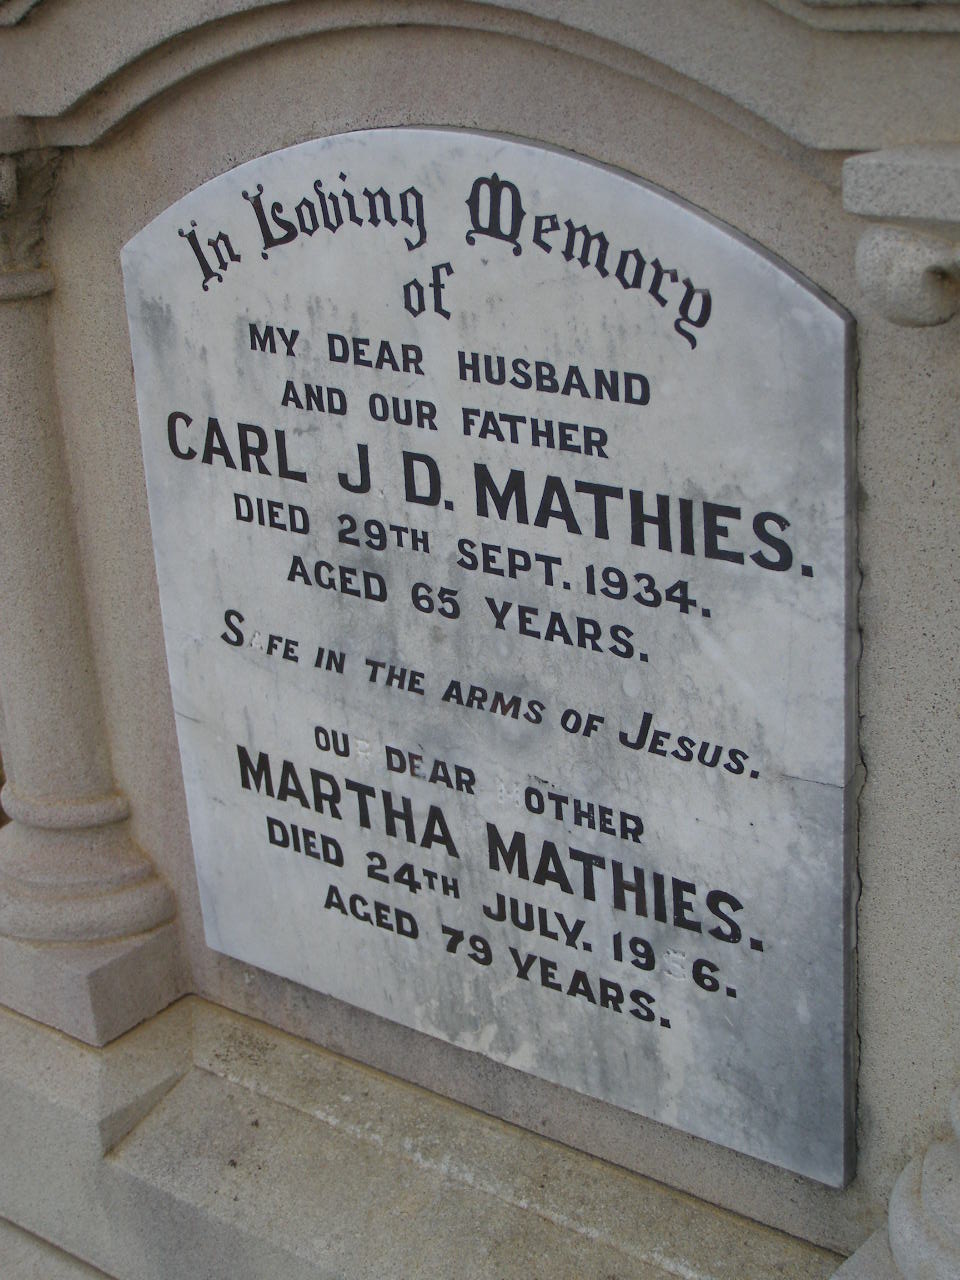 In Loving Memory
of
MY DEAR HUSBAND
AND OUR FATHER
CARL J D. MATHIES.
DIED 29TH SEPT. 1934.
AGED 65 YEARS.
SAFE IN THE ARMS OF JESUS.
OUR DEAR MOTHER
MARTHA MATHIES.
DIED 24TH JULY.
AGED 79 YEARS.